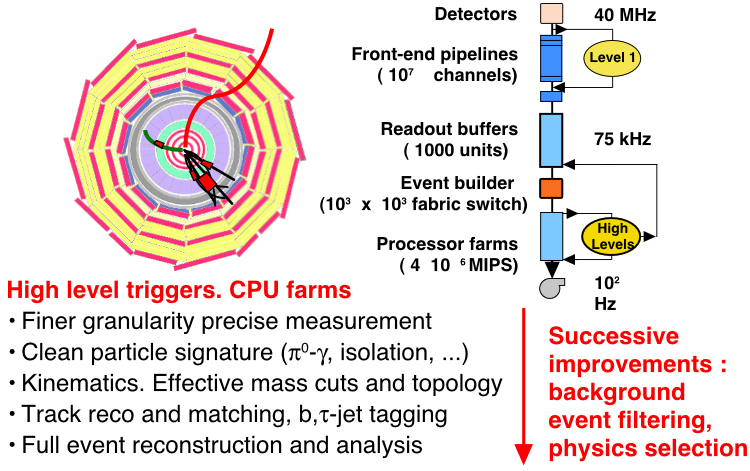 Detectors
40 MHz
Front-end pipelines
( 10⁷ channels)
Level 1
Readout buffers
( 1000 units)
75 kHz
Event builder
(10³ x 10³ fabric switch)
Processor farms
( 4 10 ⁶ MIPS)
High
Levels
10²
Hz
High level triggers. CPU farms
• Finer granularity precise measurement
• Clean particle signature (π⁰-γ, isolation, ...)
• Kinematics. Effective mass cuts and topology
• Track reco and matching, b,τ-jet tagging
• Full event reconstruction and analysis
Successive
improvements :
background
event filtering,
physics selection